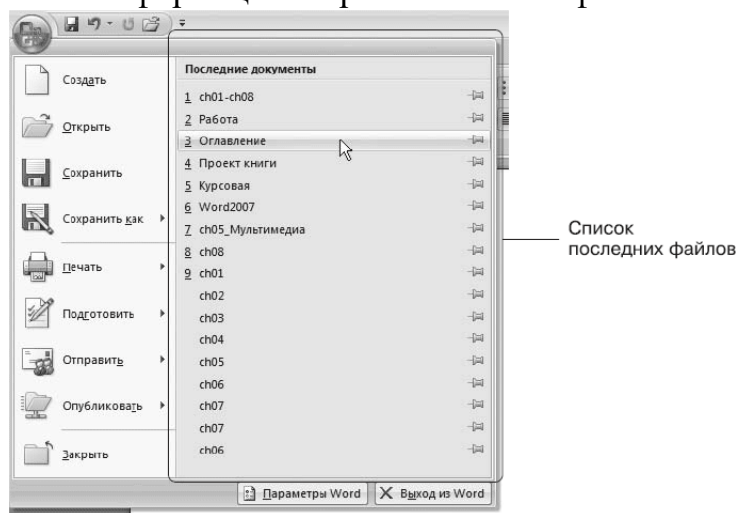 Последние документы
Создать
Открыть
Сохранить
Сохранить как
Печать
Подготовить
Отправить
Опубликовать
Закрыть
1 ch01-ch08
2 Работа
3 Оглавление
4 Проект книги
5 Курсовая
6 Word2007
7 ch05_Мультимедиа
8 ch08
9 ch01
ch02
ch03
ch04
ch05
ch06
ch07
ch07
ch06
Параметры Word
Выход из Word
Список
последних файлов